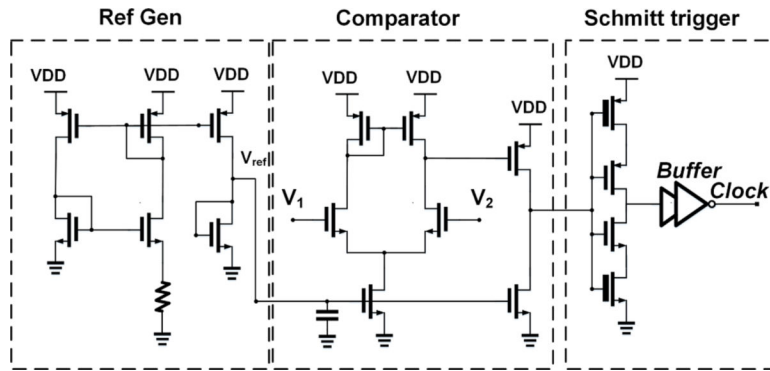 Ref Gen
Comparator
Schmitt trigger
VDD VDD VDD
VDD VDD
VDD
VDD
Vref
V1
V2
Buffer
Clock